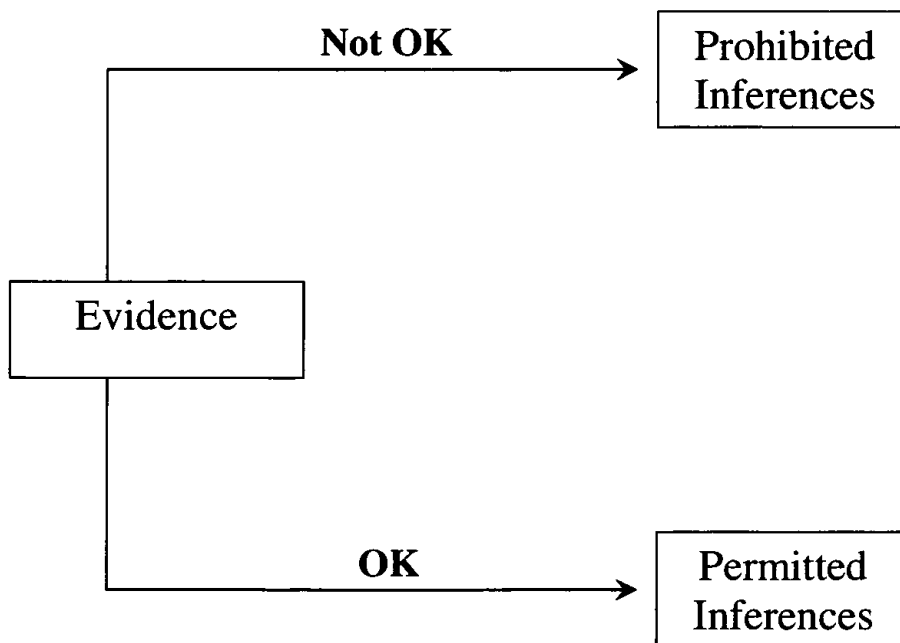 Not OK
Prohibited
Inferences
Evidence
OK
Permitted
Inferences